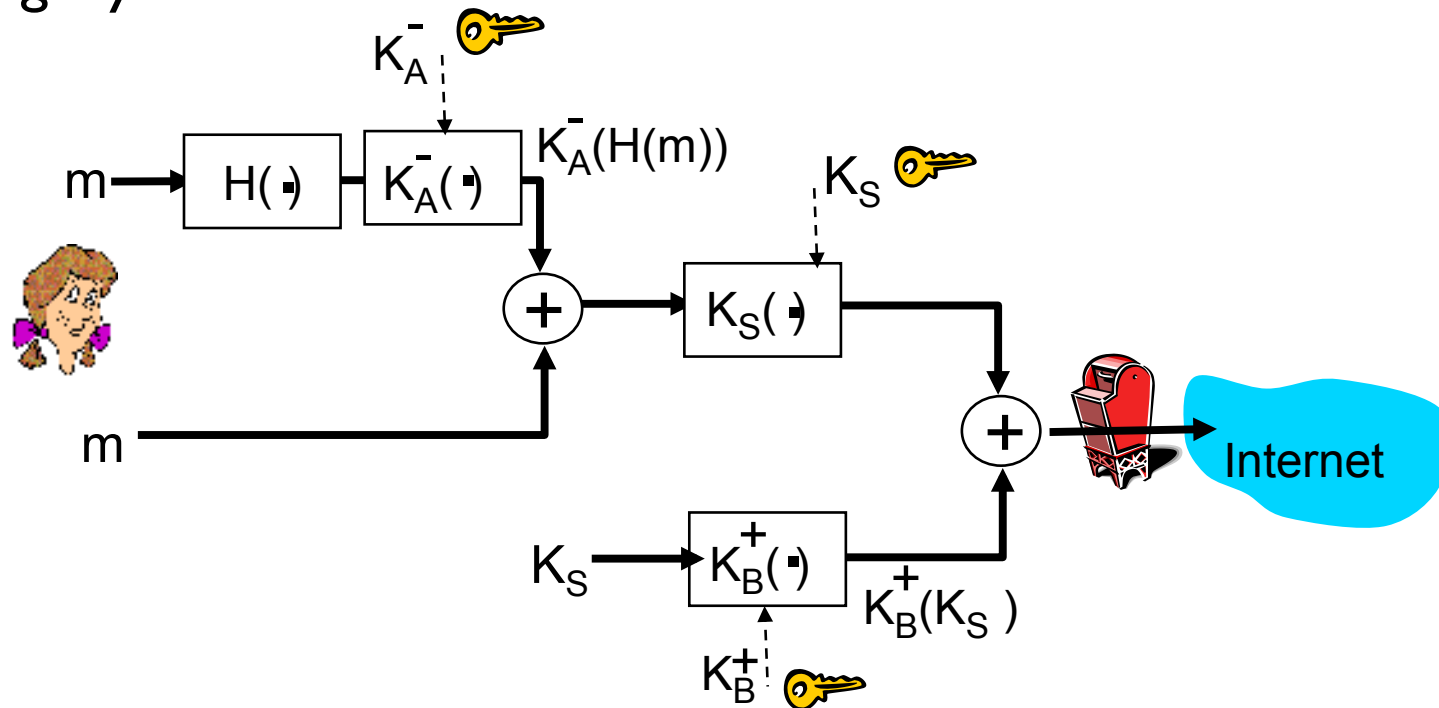 K_A^-
K_A^-(H(m))
m
H(·)
K_A^-(·)
K_S
+
K_S(·)
m
+
Internet
K_S
K_B^+(·)
K_B^+(K_S )
K_B^+